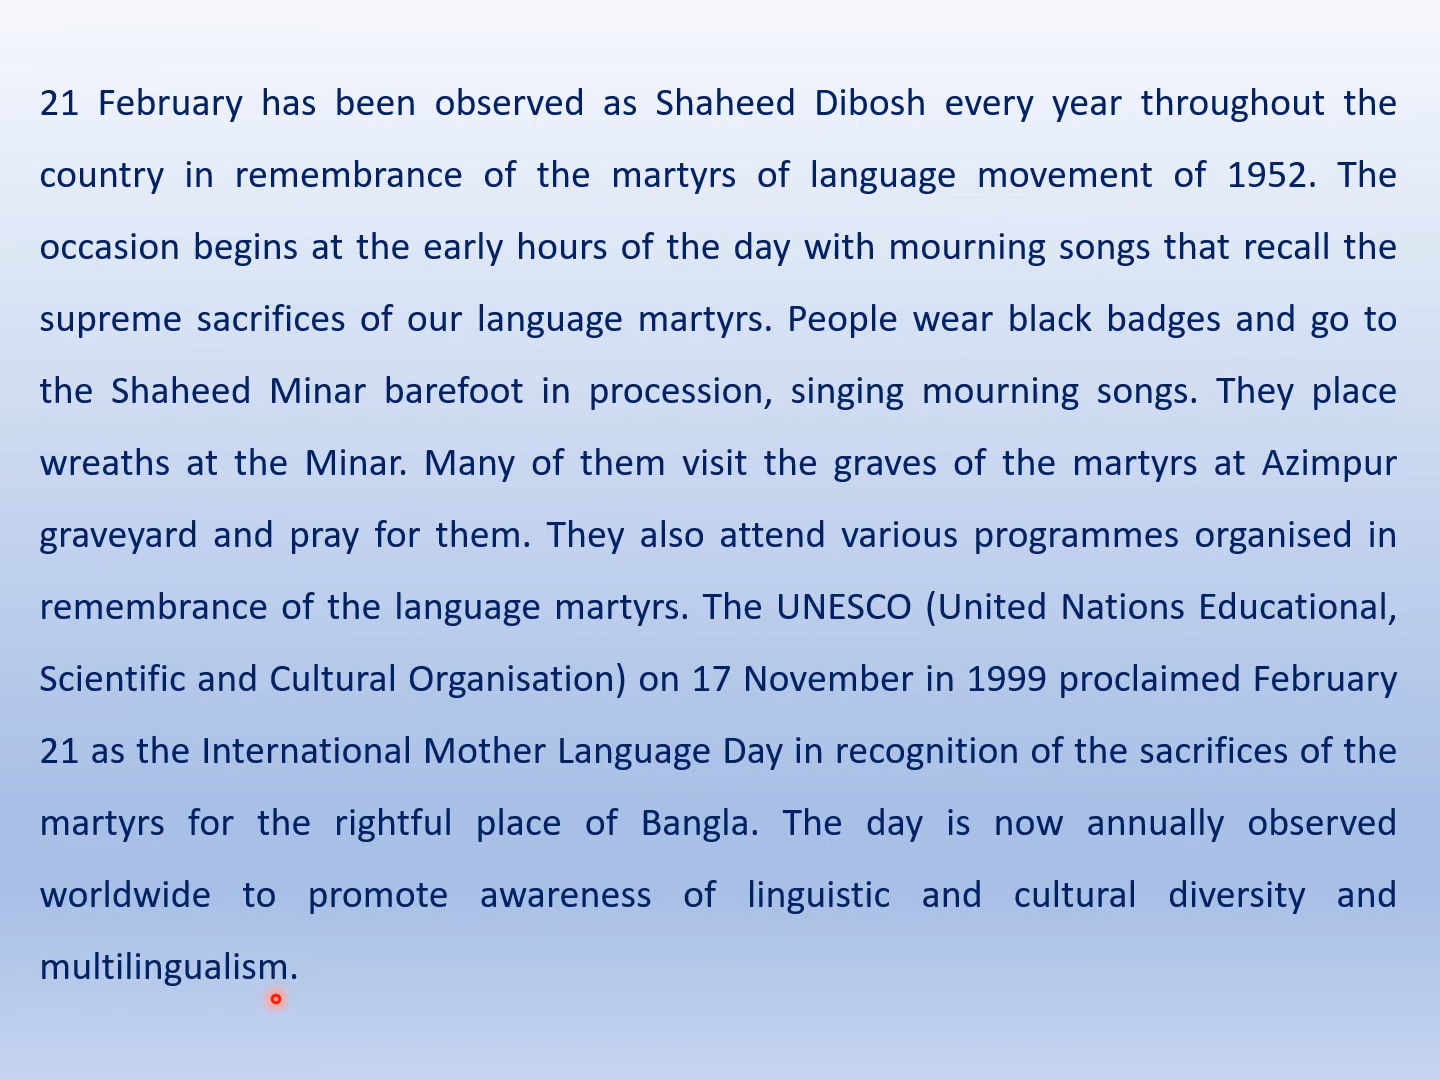 21 February has been observed as Shaheed Dibosh every year throughout the
country in remembrance of the martyrs of language movement of 1952. The
occasion begins at the early hours of the day with mourning songs that recall the
supreme sacrifices of our language martyrs. People wear black badges and go to
the Shaheed Minar barefoot in procession, singing mourning songs. They place
wreaths at the Minar. Many of them visit the graves of the martyrs at Azimpur
graveyard and pray for them. They also attend various programmes organised in
remembrance of the language martyrs. The UNESCO (United Nations Educational,
Scientific and Cultural Organisation) on 17 November in 1999 proclaimed February
21 as the International Mother Language Day in recognition of the sacrifices of the
martyrs for the rightful place of Bangla. The day is now annually observed
worldwide to promote awareness of linguistic and cultural diversity and
multilingualism.